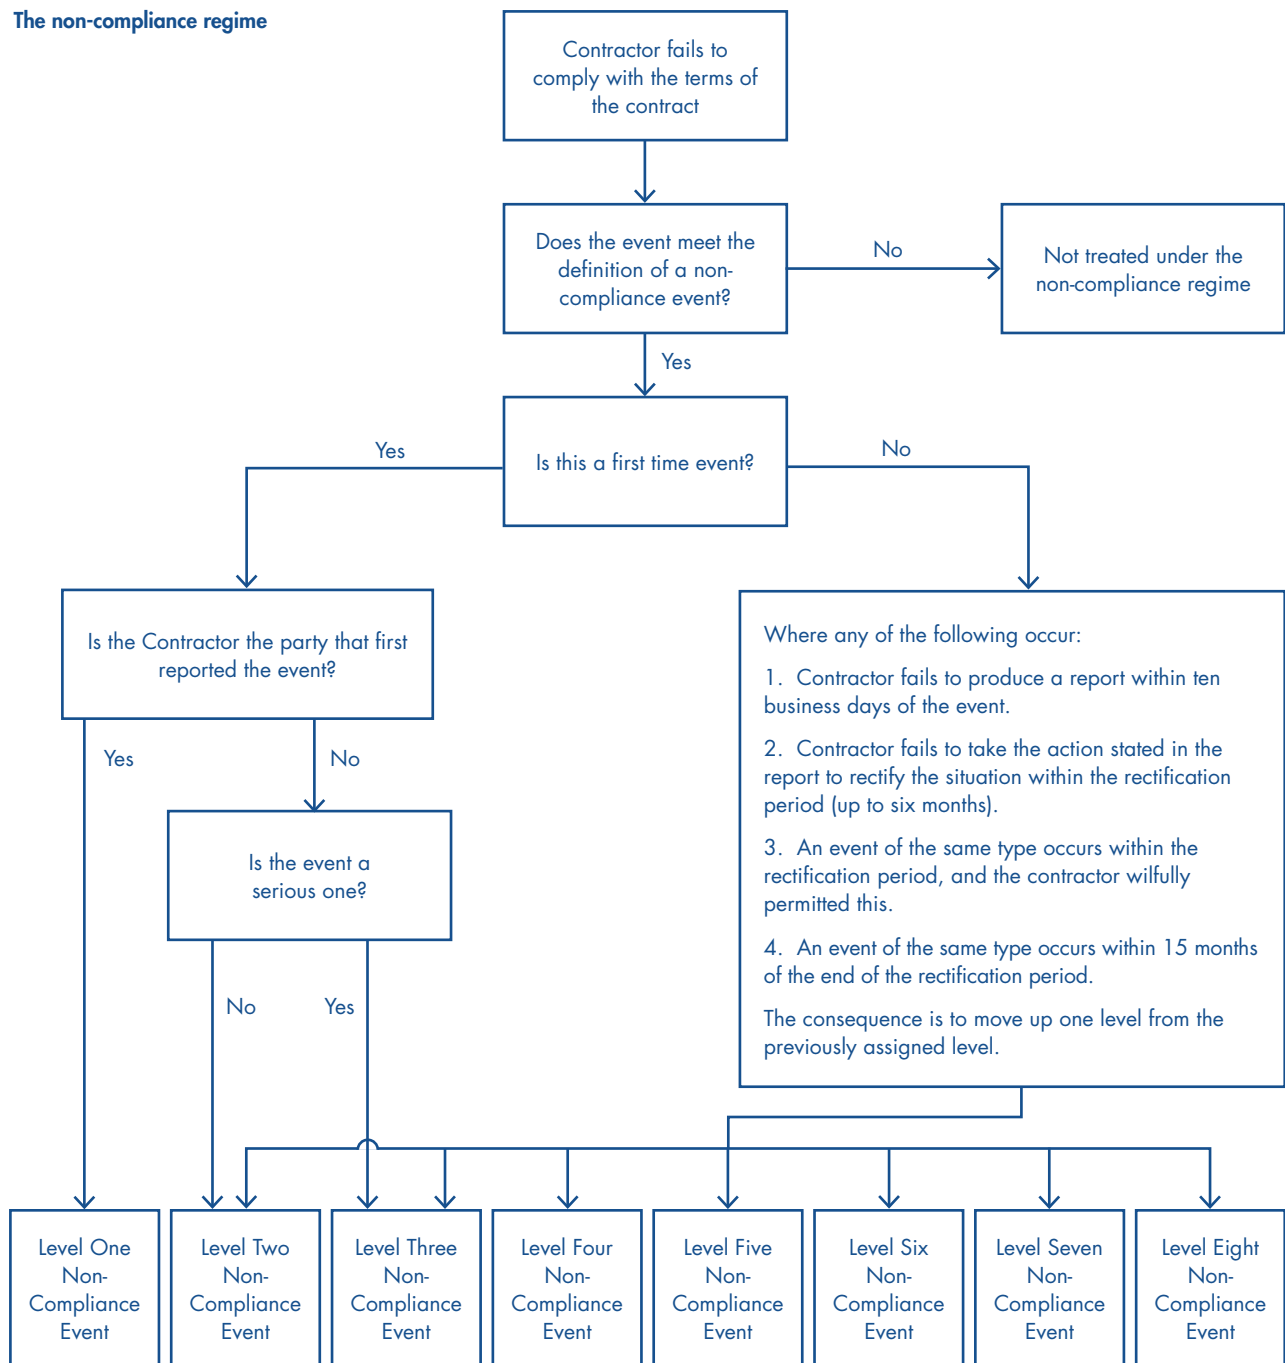 The non-compliance regime
Contractor fails to
comply with the terms of
the contract
Does the event meet the
definition of a non-
compliance event?
No
Not treated under the
non-compliance regime
Yes
Is this a first time event?
Yes
No
Is the Contractor the party that first
reported the event?
Yes
No
Is the event a
serious one?
No
Yes
Where any of the following occur:
1. Contractor fails to produce a report within ten
business days of the event.
2. Contractor fails to take the action stated in the
report to rectify the situation within the rectification
period (up to six months).
3. An event of the same type occurs within the
rectification period, and the contractor wilfully
permitted this.
4. An event of the same type occurs within 15 months
of the end of the rectification period.
The consequence is to move up one level from the
previously assigned level.
Level One
Non-
Compliance
Event
Level Two
Non-
Compliance
Event
Level Three
Non-
Compliance
Event
Level Four
Non-
Compliance
Event
Level Five
Non-
Compliance
Event
Level Six
Non-
Compliance
Event
Level Seven
Non-
Compliance
Event
Level Eight
Non-
Compliance
Event